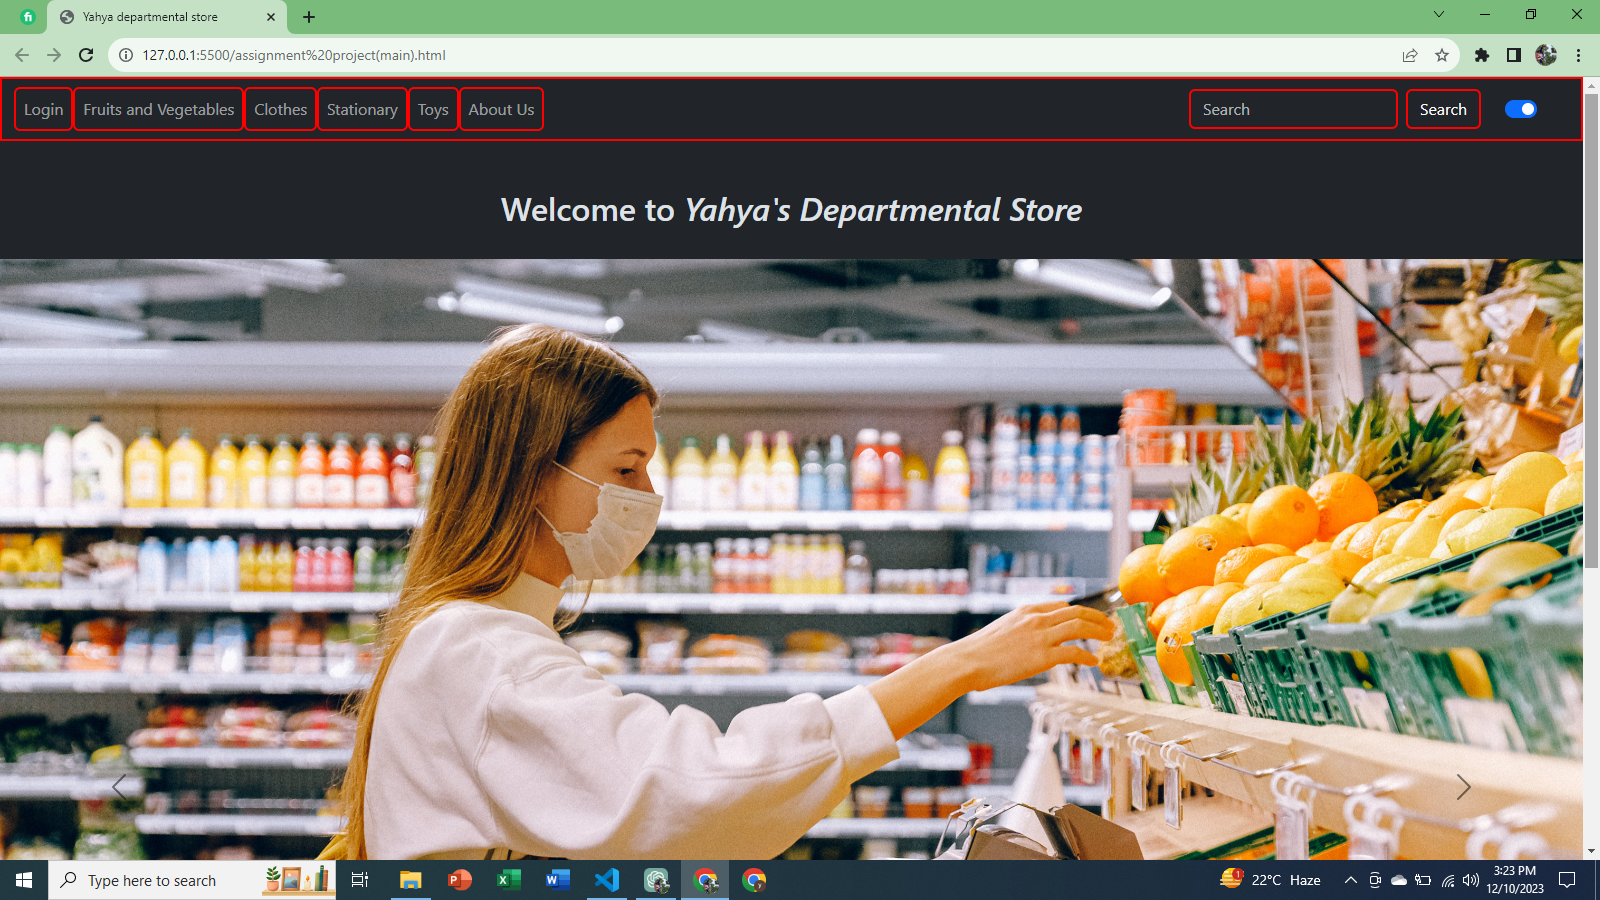 Yahya departmental store
127.0.0.1:5500/assignment%20project(main).html
Login Fruits and Vegetables Clothes Stationary Toys About Us Search Search
Welcome to Yahya's Departmental Store
Type here to search
1
22°C Haze
3:23 PM
12/10/2023